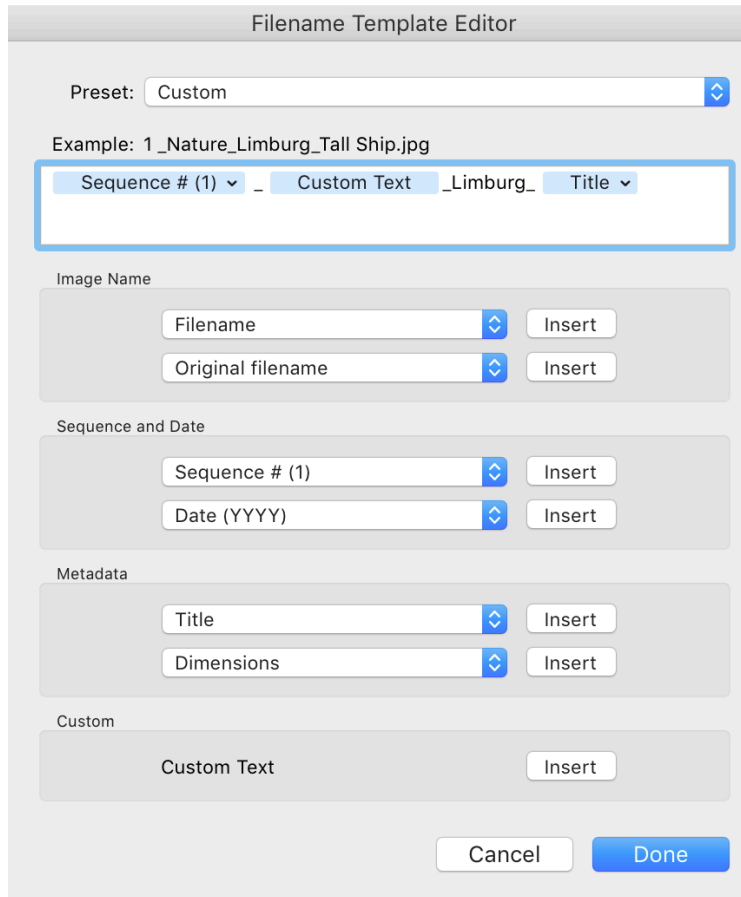 Filename Template Editor
Preset: Custom
Example: 1 _Nature_Limburg_Tall Ship.jpg
Sequence # (1) _ Custom Text _Limburg_ Title
Image Name
Filename Insert
Original filename Insert
Sequence and Date
Sequence # (1) Insert
Date (YYYY) Insert
Metadata
Title Insert
Dimensions Insert
Custom
Custom Text Insert
Cancel Done